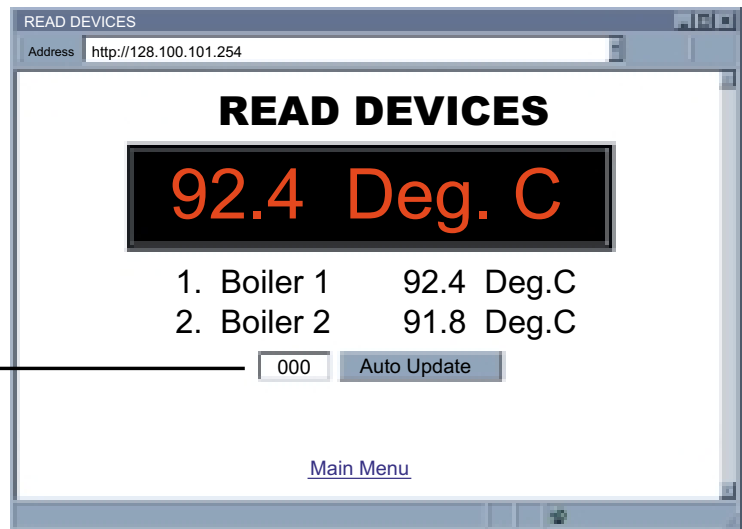 READ DEVICES
Address http://128.100.101.254
READ DEVICES
92.4 Deg. C
1. Boiler 1 92.4 Deg.C
2. Boiler 2 91.8 Deg.C
000 Auto Update
Main Menu